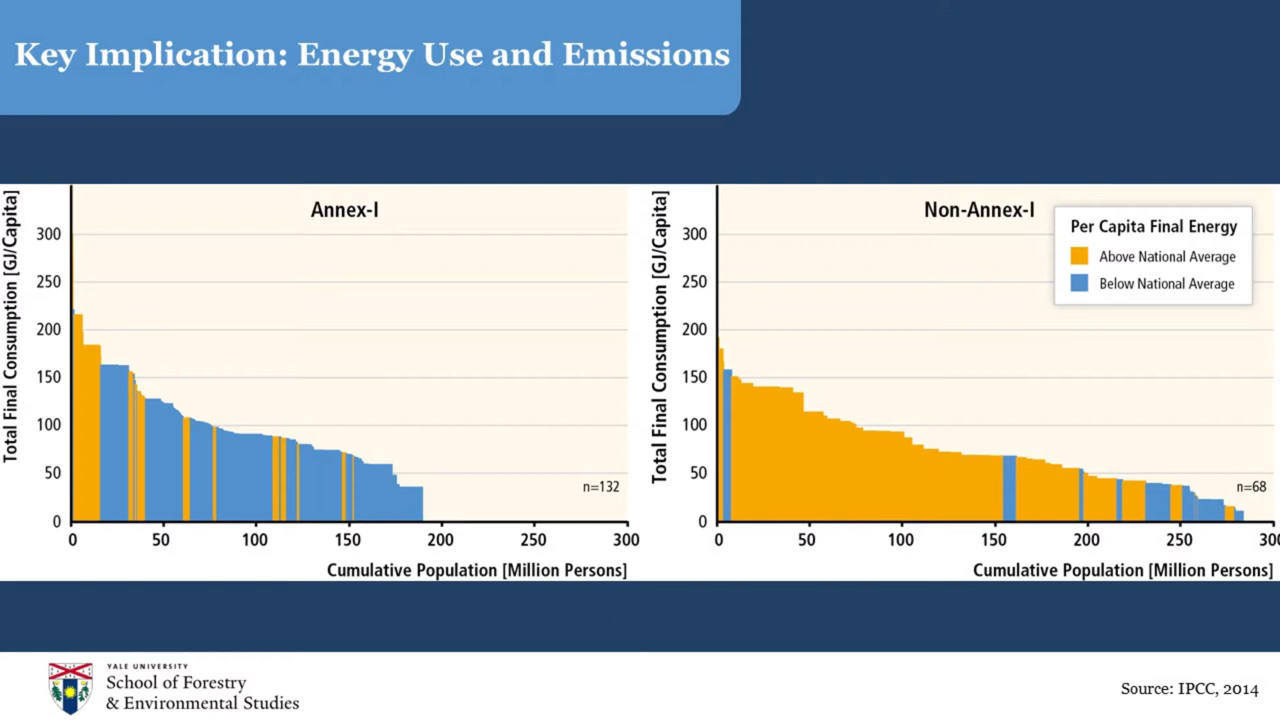 Key Implication: Energy Use and Emissions
Annex-I
Total Final Consumption [GJ/Capita]
300
250
200
150
100
50
0
n=132
0 50 100 150 200 250 300
Cumulative Population [Million Persons]
Non-Annex-I
Total Final Consumption [GJ/Capita]
300
250
200
150
100
50
0
Per Capita Final Energy
Above National Average
Below National Average
n=68
0 50 100 150 200 250 300
Cumulative Population [Million Persons]
YALE UNIVERSITY
School of Forestry
& Environmental Studies
Source: IPCC, 2014